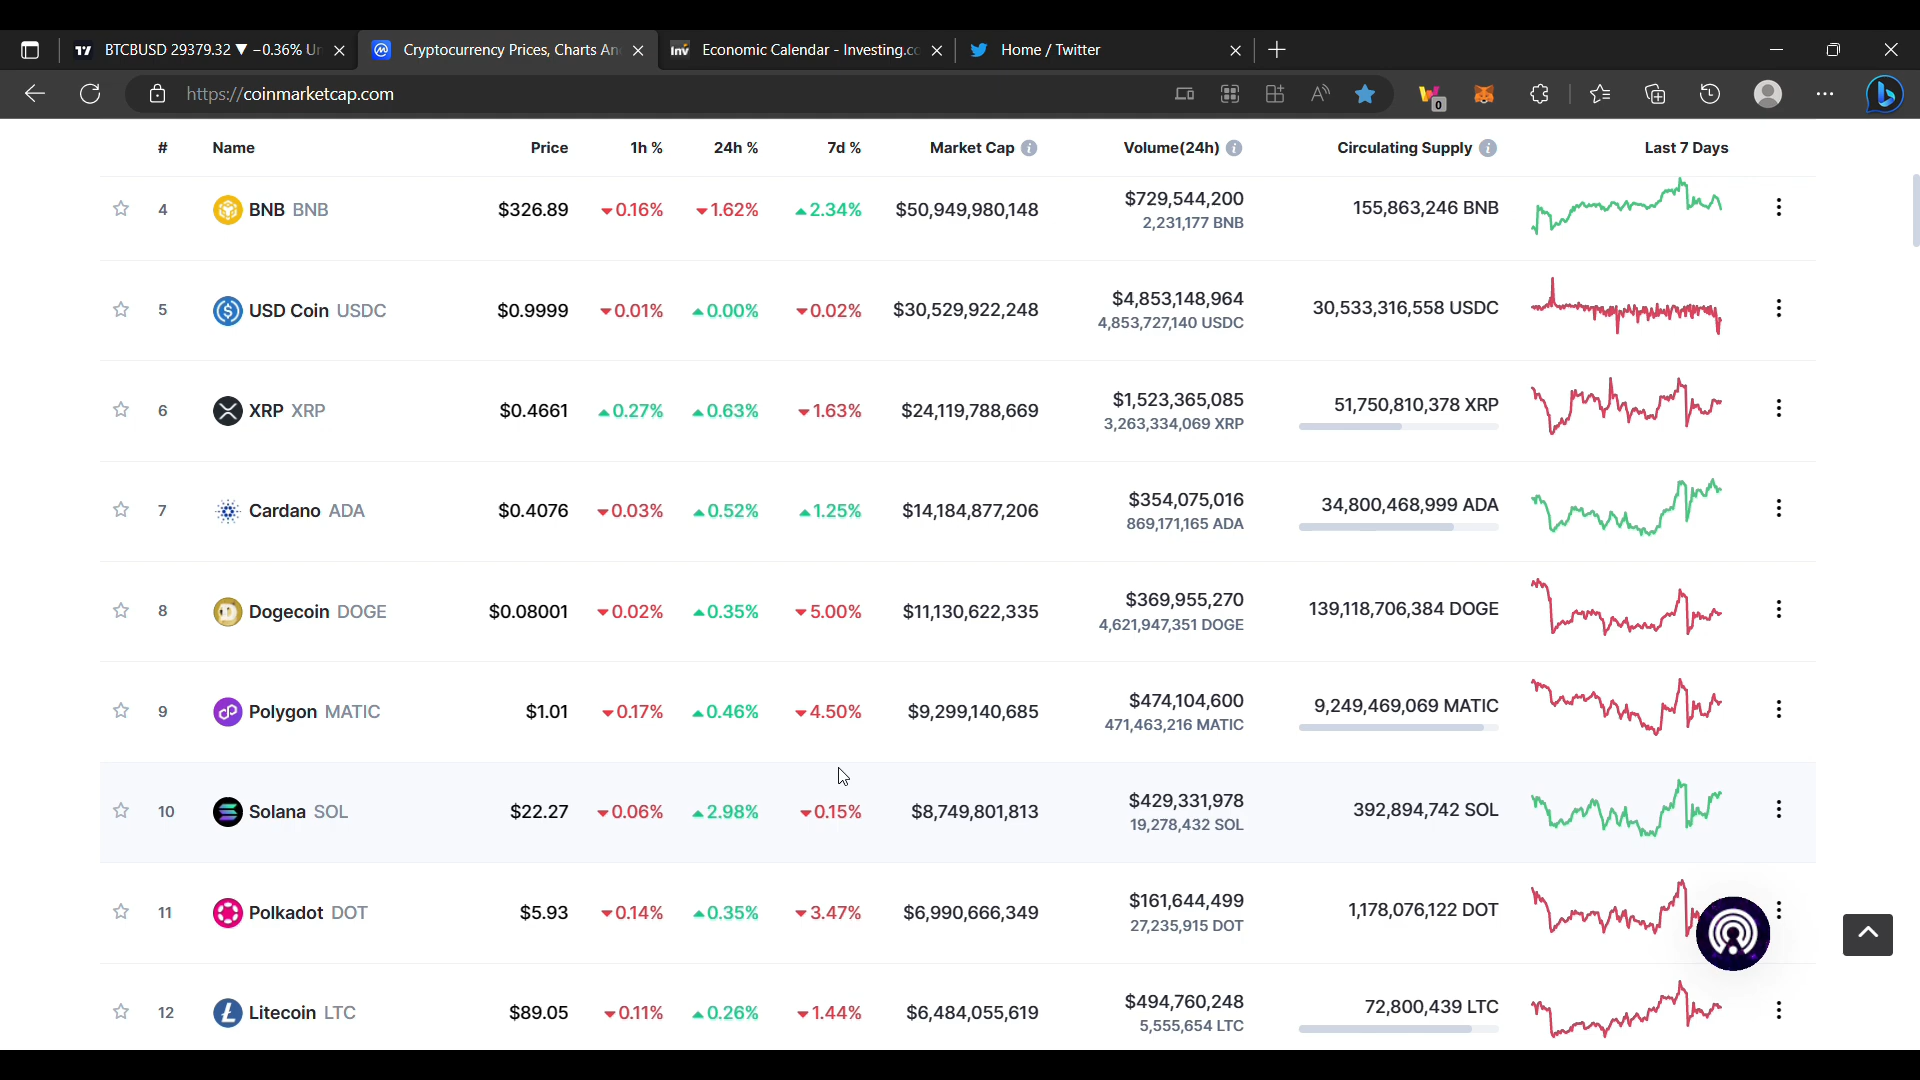 BTCBUSD 29379.32 ▼ −0.36% Un
Cryptocurrency Prices, Charts An
Economic Calendar - Investing.co
Home / Twitter
https://coinmarketcap.com
0
# Name Price 1h % 24h % 7d % Market Cap Volume(24h) Circulating Supply Last 7 Days
4 BNB BNB $326.89 ▼0.16% ▼1.62% ▲2.34% $50,949,980,148 $729,544,200 155,863,246 BNB
2,231,177 BNB
5 USD Coin USDC $0.9999 ▼0.01% ▲0.00% ▼0.02% $30,529,922,248 $4,853,148,964 30,533,316,558 USDC
4,853,727,140 USDC
6 XRP XRP $0.4661 ▲0.27% ▲0.63% ▼1.63% $24,119,788,669 $1,523,365,085 51,750,810,378 XRP
3,263,334,069 XRP
7 Cardano ADA $0.4076 ▼0.03% ▲0.52% ▲1.25% $14,184,877,206 $354,075,016 34,800,468,999 ADA
869,171,165 ADA
8 Dogecoin DOGE $0.08001 ▼0.02% ▲0.35% ▼5.00% $11,130,622,335 $369,955,270 139,118,706,384 DOGE
4,621,947,351 DOGE
9 Polygon MATIC $1.01 ▼0.17% ▲0.46% ▼4.50% $9,299,140,685 $474,104,600 9,249,469,069 MATIC
471,463,216 MATIC
10 Solana SOL $22.27 ▼0.06% ▲2.98% ▼0.15% $8,749,801,813 $429,331,978 392,894,742 SOL
19,278,432 SOL
11 Polkadot DOT $5.93 ▼0.14% ▲0.35% ▼3.47% $6,990,666,349 $161,644,499 1,178,076,122 DOT
27,235,915 DOT
12 Litecoin LTC $89.05 ▼0.11% ▲0.26% ▼1.44% $6,484,055,619 $494,760,248 72,800,439 LTC
5,555,654 LTC